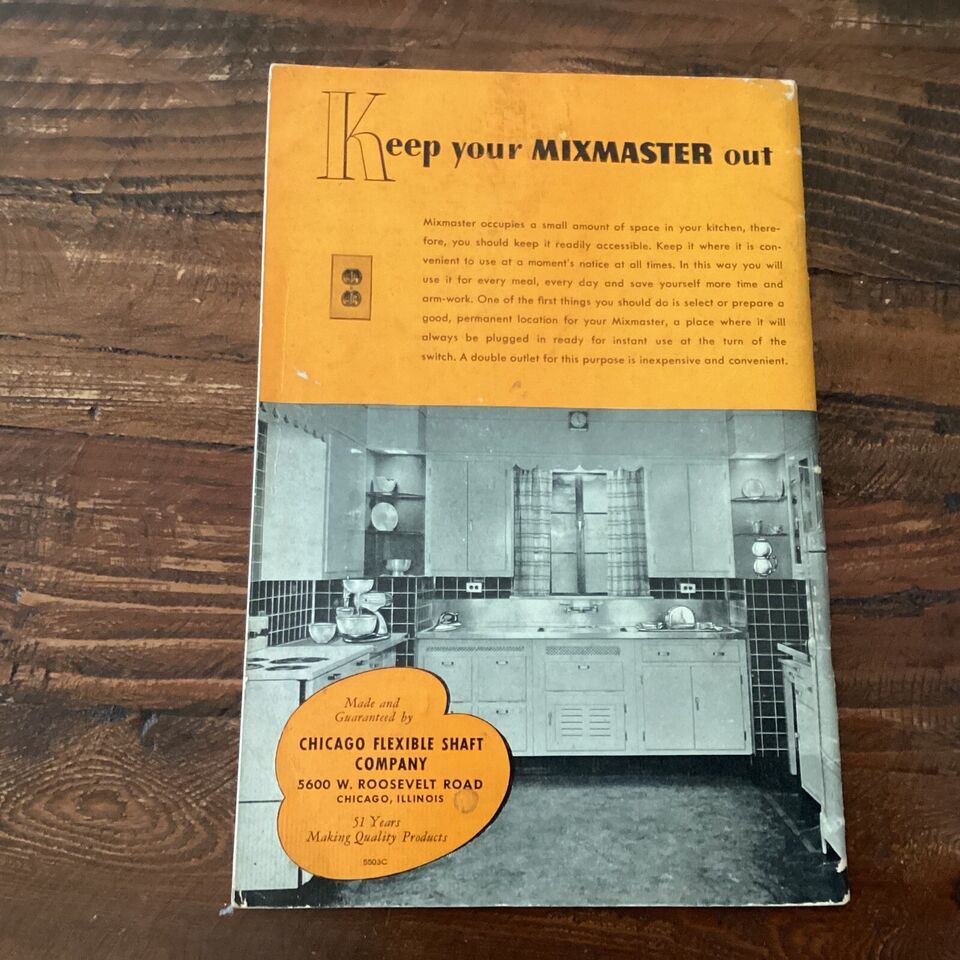 Keep your MIXMASTER out
Mixmaster occupies a small amount of space in your kitchen, there-
fore, you should keep it readily accessible. Keep it where it is con-
venient to use at a moment's notice at all times. In this way you will
use it for every meal, every day and save yourself more time and
arm-work. One of the first things you should do is select or prepare a
good, permanent location for your Mixmaster, a place where it will
always be plugged in ready for instant use at the turn of the
switch. A double outlet for this purpose is inexpensive and convenient.
Made and
Guaranteed by
CHICAGO FLEXIBLE SHAFT
COMPANY
5600 W. ROOSEVELT ROAD
CHICAGO, ILLINOIS
51 Years
Making Quality Products
5503C